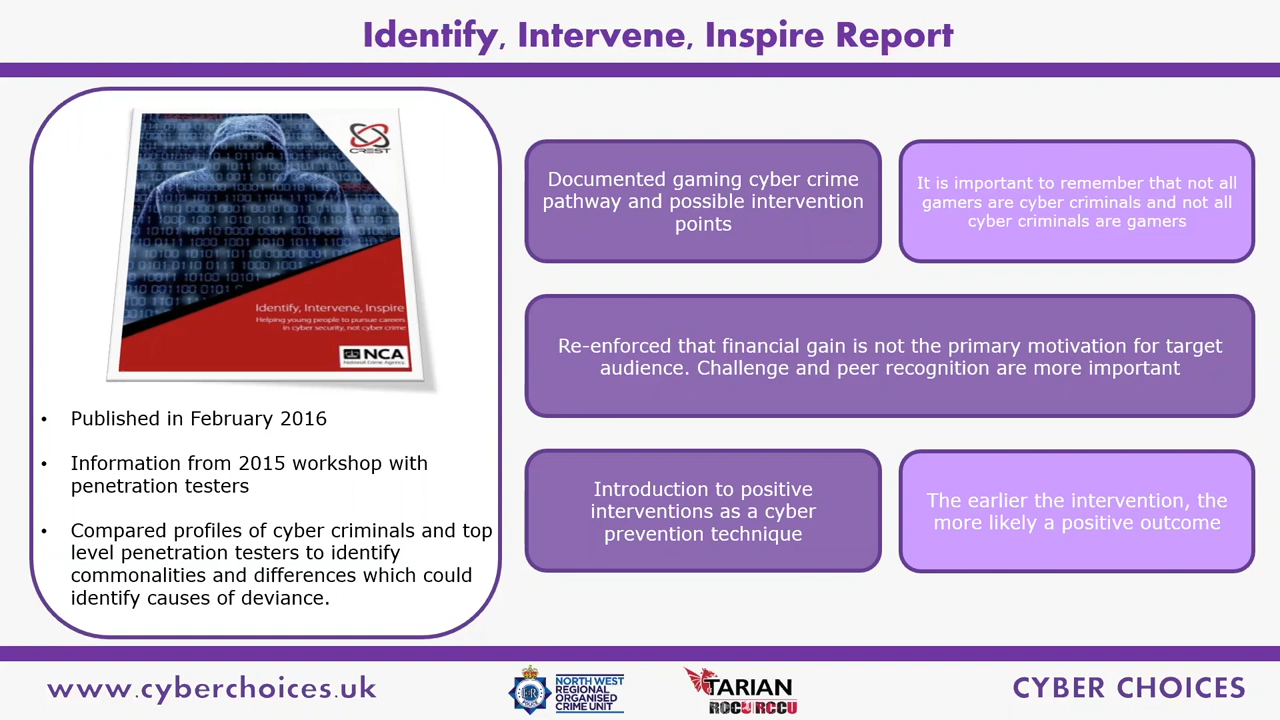 Identify, Intervene, Inspire Report
CREST
Identify, Intervene, Inspire
Helping young people to pursue careers
in cyber security, not cyber crime
NCA
National Crime Agency
• Published in February 2016
• Information from 2015 workshop with
penetration testers
• Compared profiles of cyber criminals and top
level penetration testers to identify
commonalities and differences which could
identify causes of deviance.
Documented gaming cyber crime
pathway and possible intervention
points
It is important to remember that not all
gamers are cyber criminals and not all
cyber criminals are gamers
Re-enforced that financial gain is not the primary motivation for target
audience. Challenge and peer recognition are more important
Introduction to positive
interventions as a cyber
prevention technique
The earlier the intervention, the
more likely a positive outcome
www.cyberchoices.uk
NORTH WEST
REGIONAL
ORGANISED
CRIME UNIT
TARIAN
ROCU RCCU
CYBER CHOICES